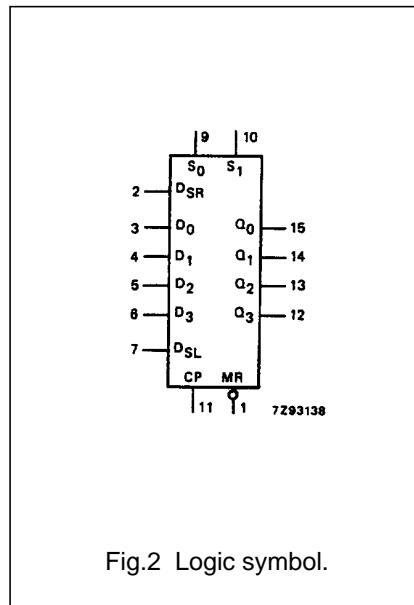 9 10
S0 S1
2 DSR
3 D0 Q0 15
4 D1 Q1 14
5 D2 Q2 13
6 D3 Q3 12
7 DSL
CP MR
11 1 7Z93138
Fig.2 Logic symbol.